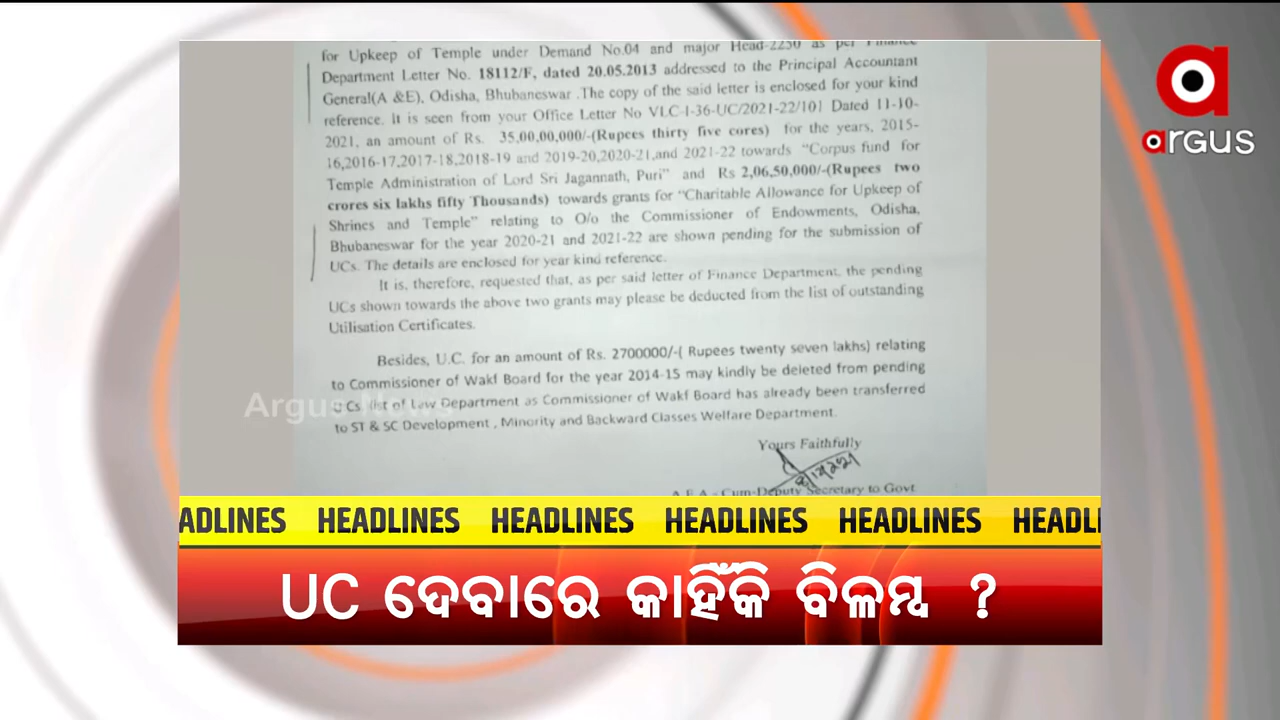 for Upkeep of Temple under Demand No.04 and major Head-2250 as per Finance
Department Letter No. 18112/F, dated 20.05.2013 addressed to the Principal Accountant
General(A &E), Odisha, Bhubaneswar .The copy of the said letter is enclosed for your kind
reference. It is seen from your Office Letter No VLC-I-36-UC/2021-22/101 Dated 11-10-
2021, an amount of Rs. 35,00,00,000/-(Rupees thirty five cores) for the years, 2015-
16,2016-17,2017-18,2018-19 and 2019-20,2020-21,and 2021-22 towards "Corpus fund for
Temple Administration of Lord Sri Jagannath, Puri" and Rs 2,06,50,000/-(Rupees two
crores six lakhs fifty Thousands) towards grants for "Charitable Allowance for Upkeep of
Shrines and Temple" relating to O/o the Commissioner of Endowments, Odisha,
Bhubaneswar for the year 2020-21 and 2021-22 are shown pending for the submission of
UCs. The details are enclosed for year kind reference.
It is, therefore, requested that, as per said letter of Finance Department, the pending
UCs shown towards the above two grants may please be deducted from the list of outstanding
Utilisation Certificates.
Besides, U.C. for an amount of Rs. 2700000/-( Rupees twenty seven lakhs) relating
to Commissioner of Wakf Board for the year 2014-15 may kindly be deleted from pending
UCs list of Law Department as Commissioner of Wakf Board has already been transferred
to ST & SC Development , Minority and Backward Classes Welfare Department.
Yours Faithfully
A.F.A - Cum-Deputy Secretary to Govt
Argus News
argus
ADLINES HEADLINES HEADLINES HEADLINES HEADLINES HEADLI
UC ଦେବାରେ କାହିଁକି ବିଳମ୍ବ ?